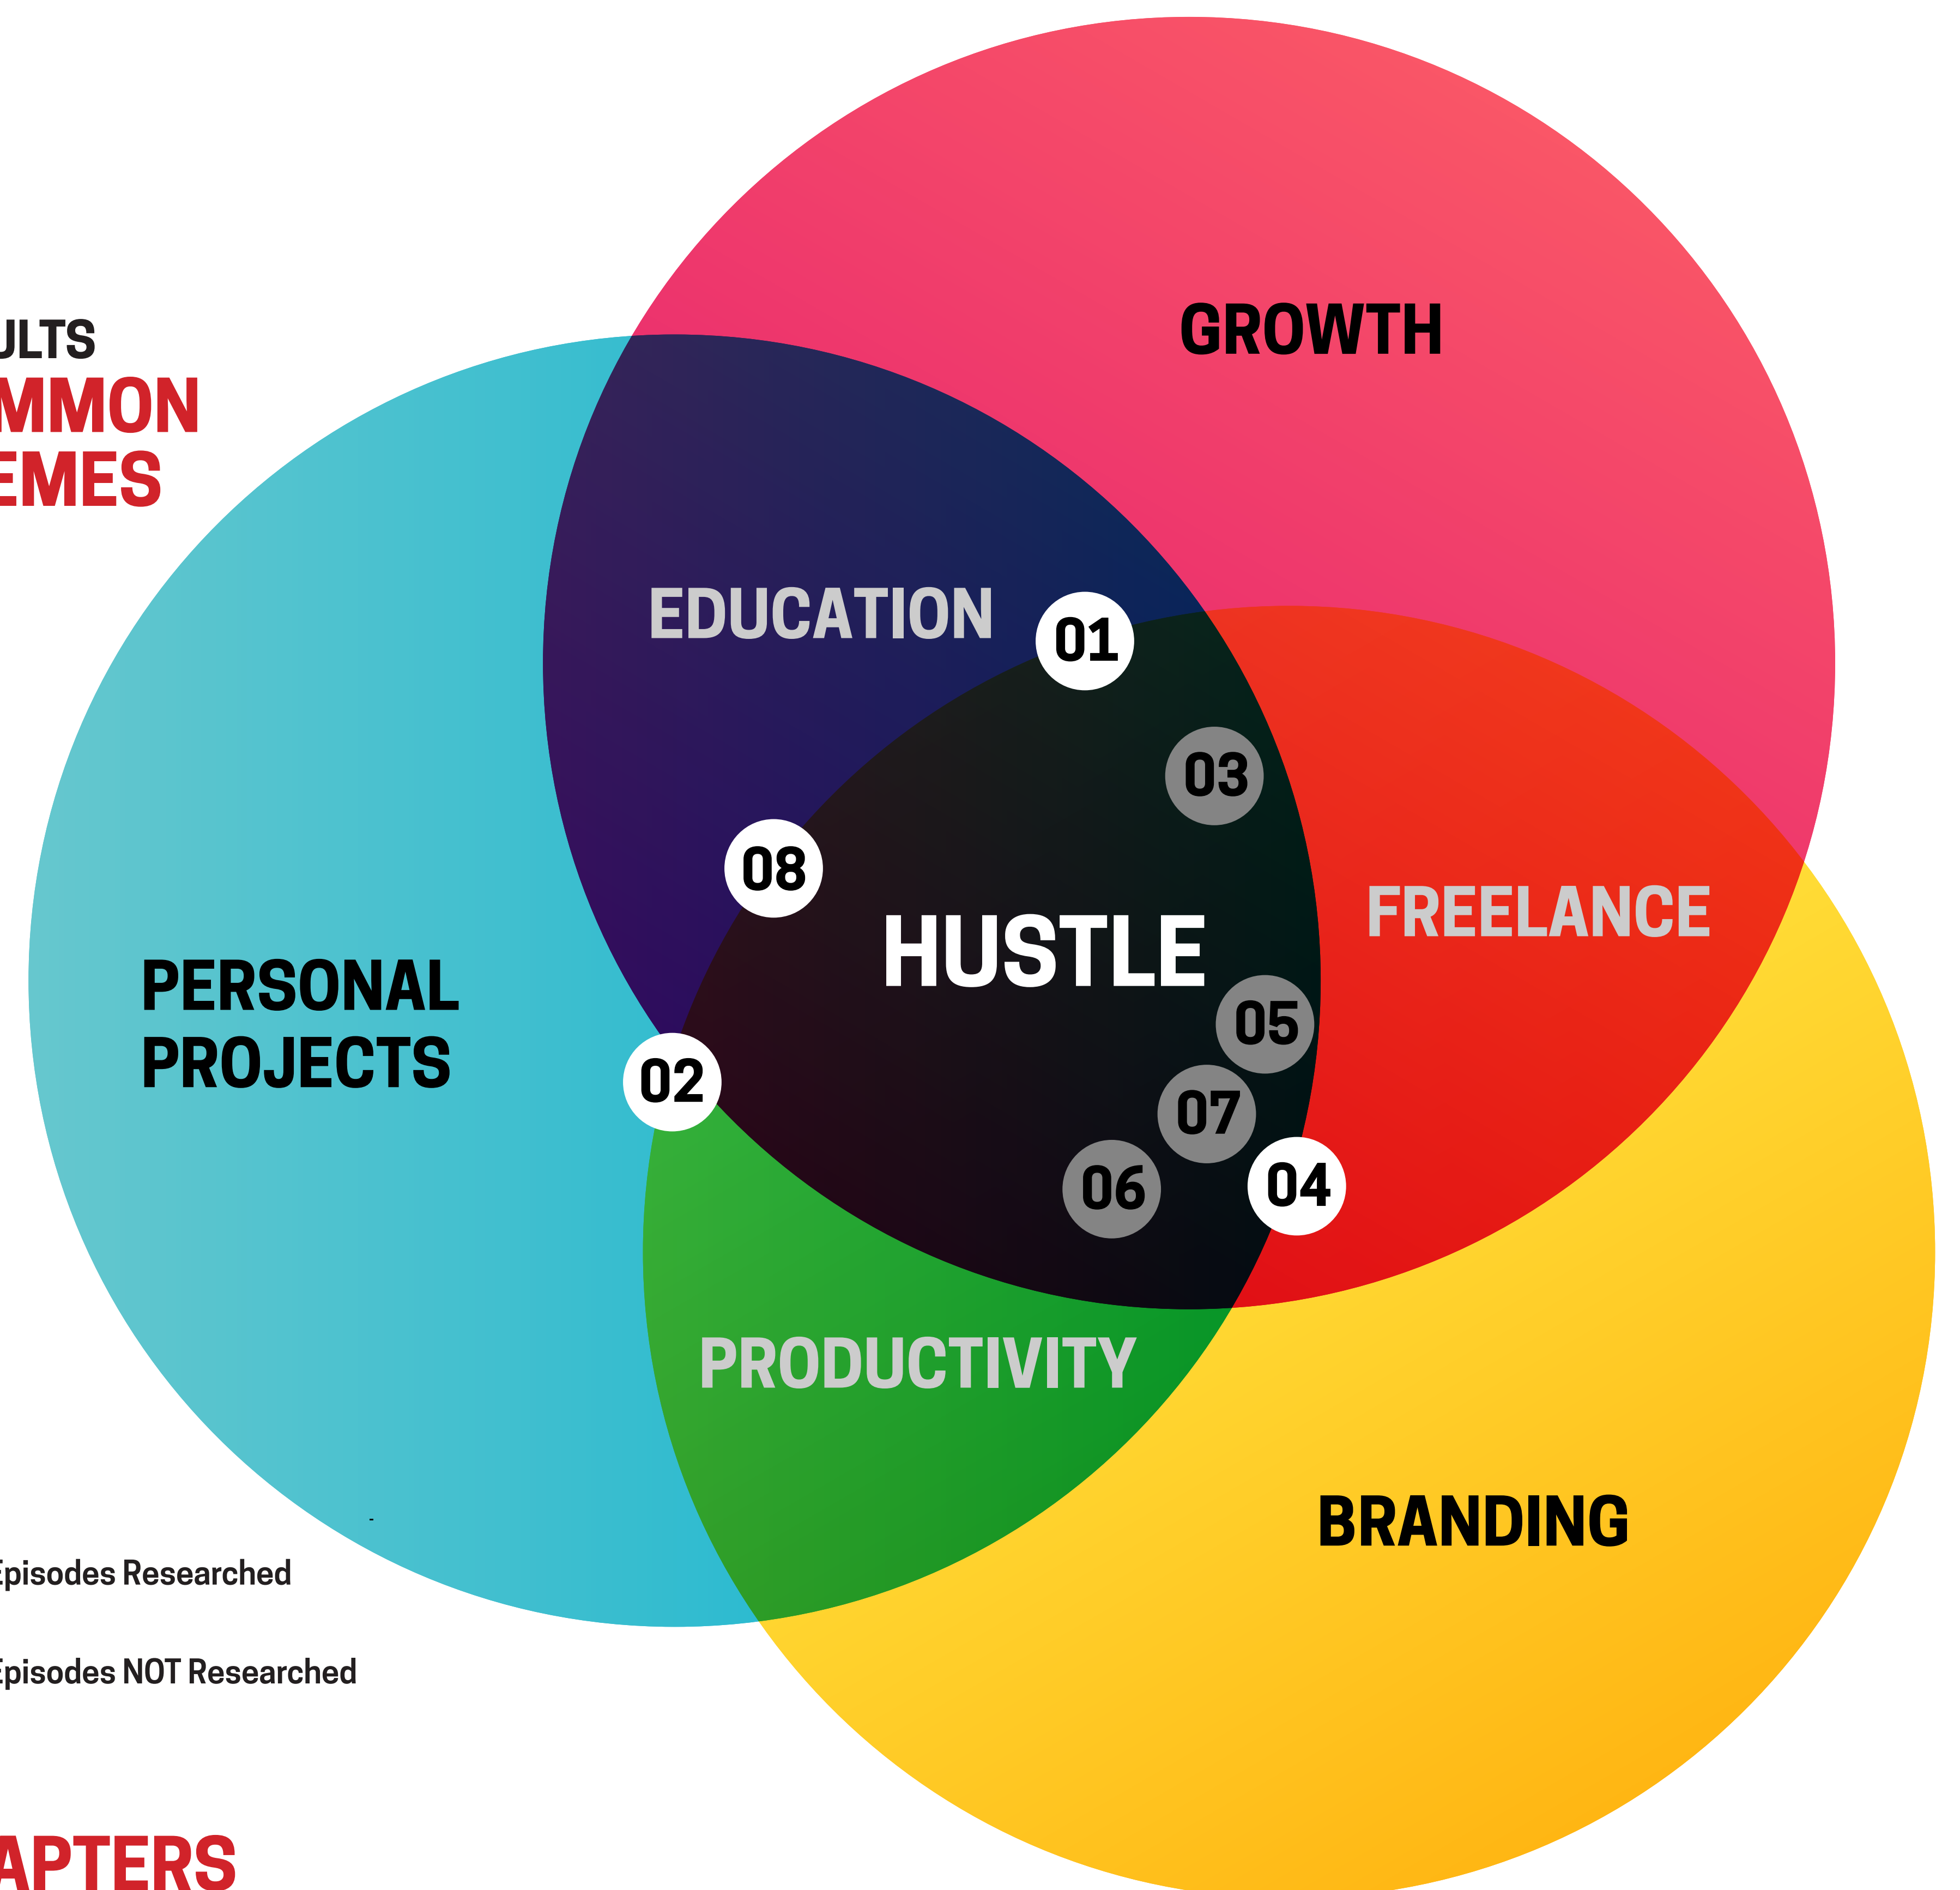 GROWTH
ULTS
MMON
EMES
EDUCATION
01
03
08
FREELANCE
HUSTLE
PERSONAL
PROJECTS
05
02
07
04
06
PRODUCTIVITY
BRANDING
Episodes Researched
Episodes NOT Researched
APTERS